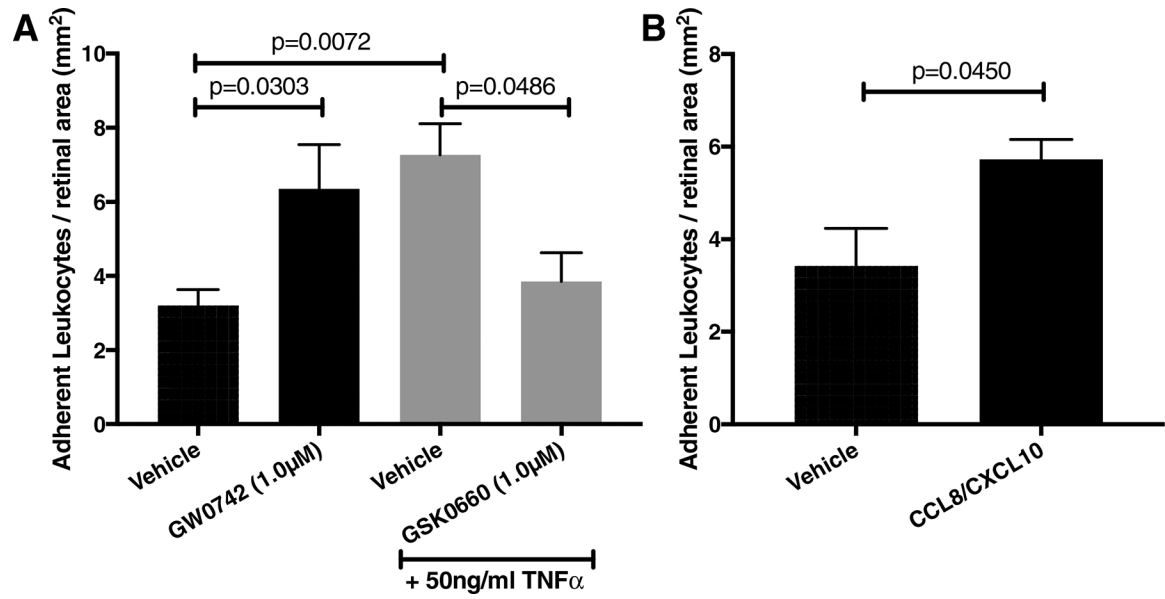 A
Adherent Leukocytes / retinal area (mm²)
10
8
6
4
2
0
p=0.0072
p=0.0303
p=0.0486
Vehicle
GW0742 (1.0µM)
Vehicle
GSK0660 (1.0µM)
+ 50ng/ml TNFα
B
Adherent Leukocytes / retinal area (mm²)
8
6
4
2
0
p=0.0450
Vehicle
CCL8/CXCL10